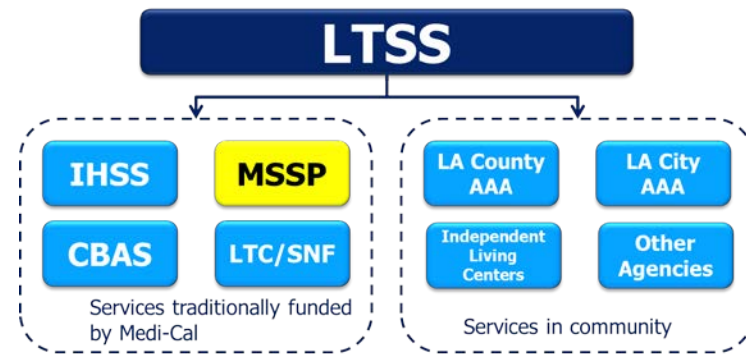 LTSS
IHSS
MSSP
CBAS
LTC/SNF
Services traditionally funded
by Medi-Cal
LA County
AAA
LA City
AAA
Independent
Living
Centers
Other
Agencies
Services in community